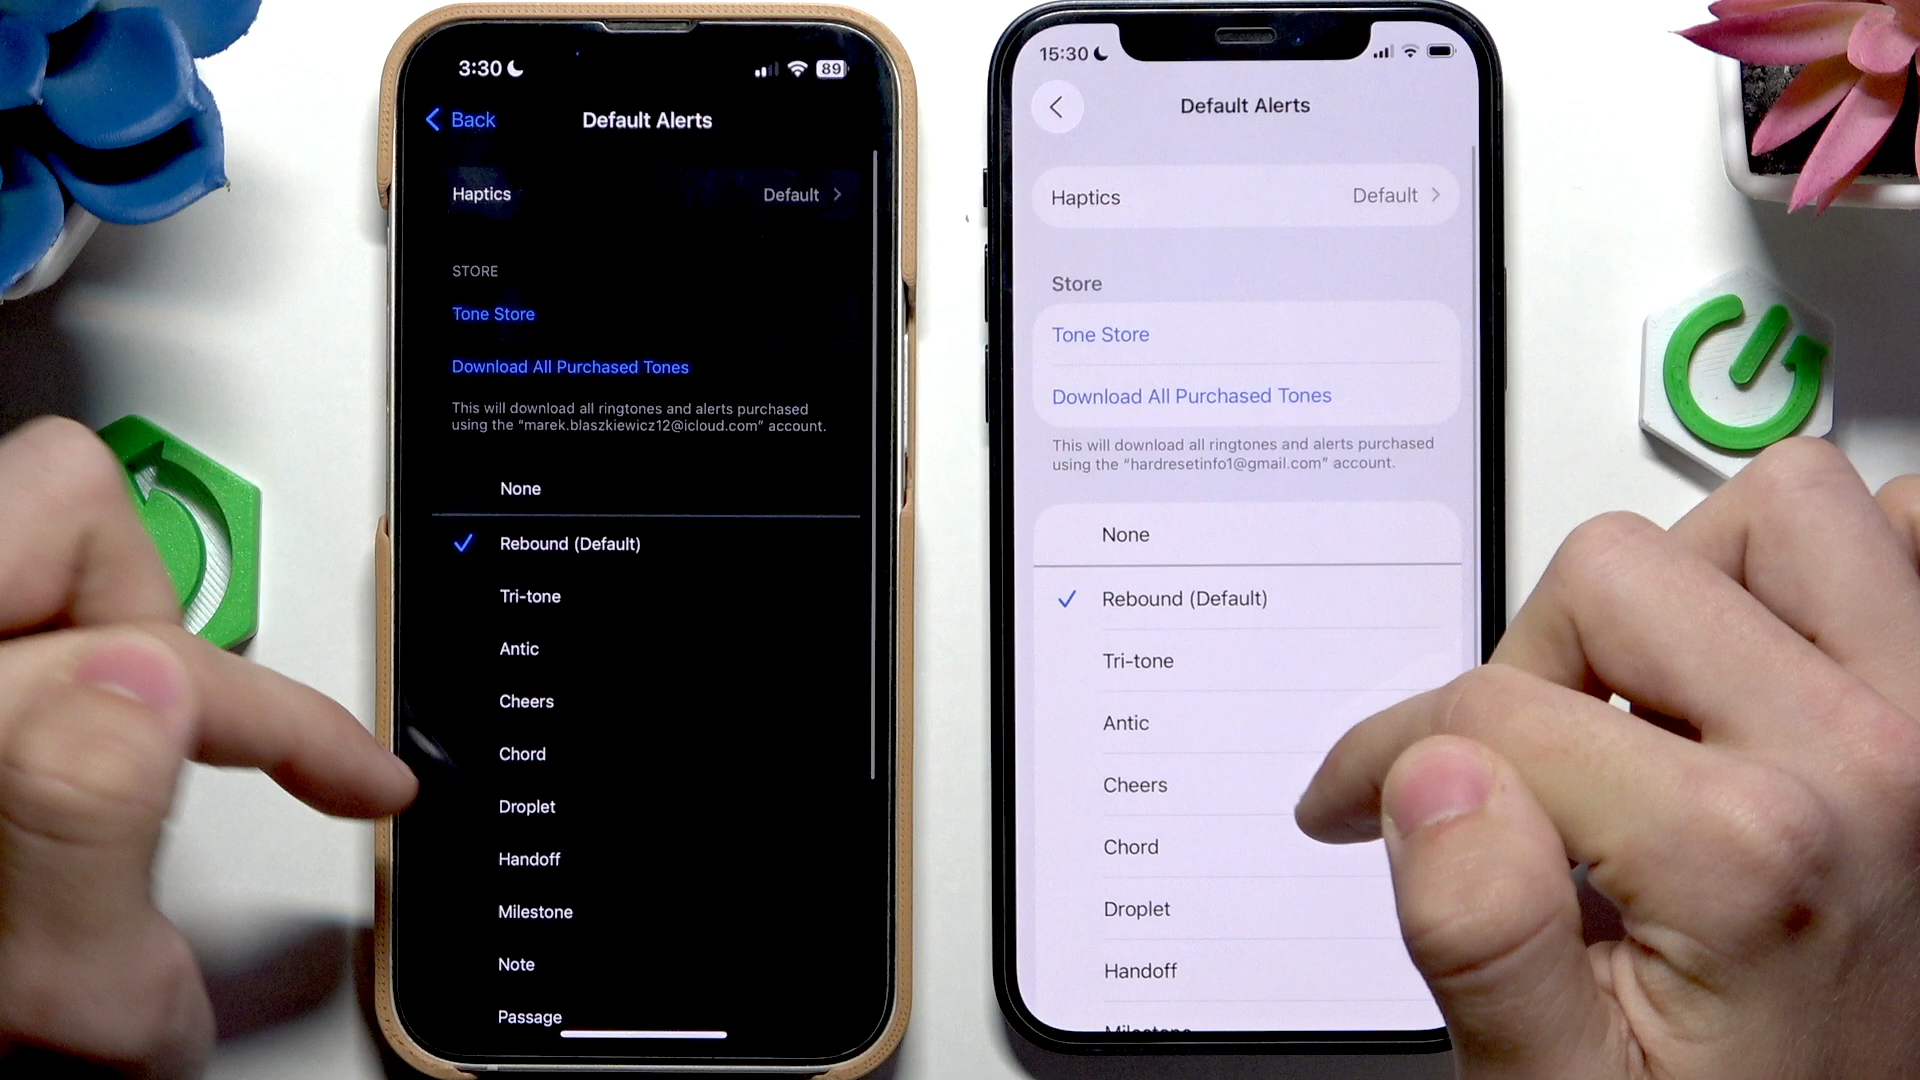 3:30
89
Back
Default Alerts
Haptics
Default
STORE
Tone Store
Download All Purchased Tones
This will download all ringtones and alerts purchased
using the “marek.blaszkiewicz12@icloud.com” account.
None
Rebound (Default)
Tri-tone
Antic
Cheers
Chord
Droplet
Handoff
Milestone
Note
Passage
15:30
Default Alerts
Haptics
Default
Store
Tone Store
Download All Purchased Tones
This will download all ringtones and alerts purchased
using the “hardresetinfo1@gmail.com” account.
None
Rebound (Default)
Tri-tone
Antic
Cheers
Chord
Droplet
Handoff
Milestone